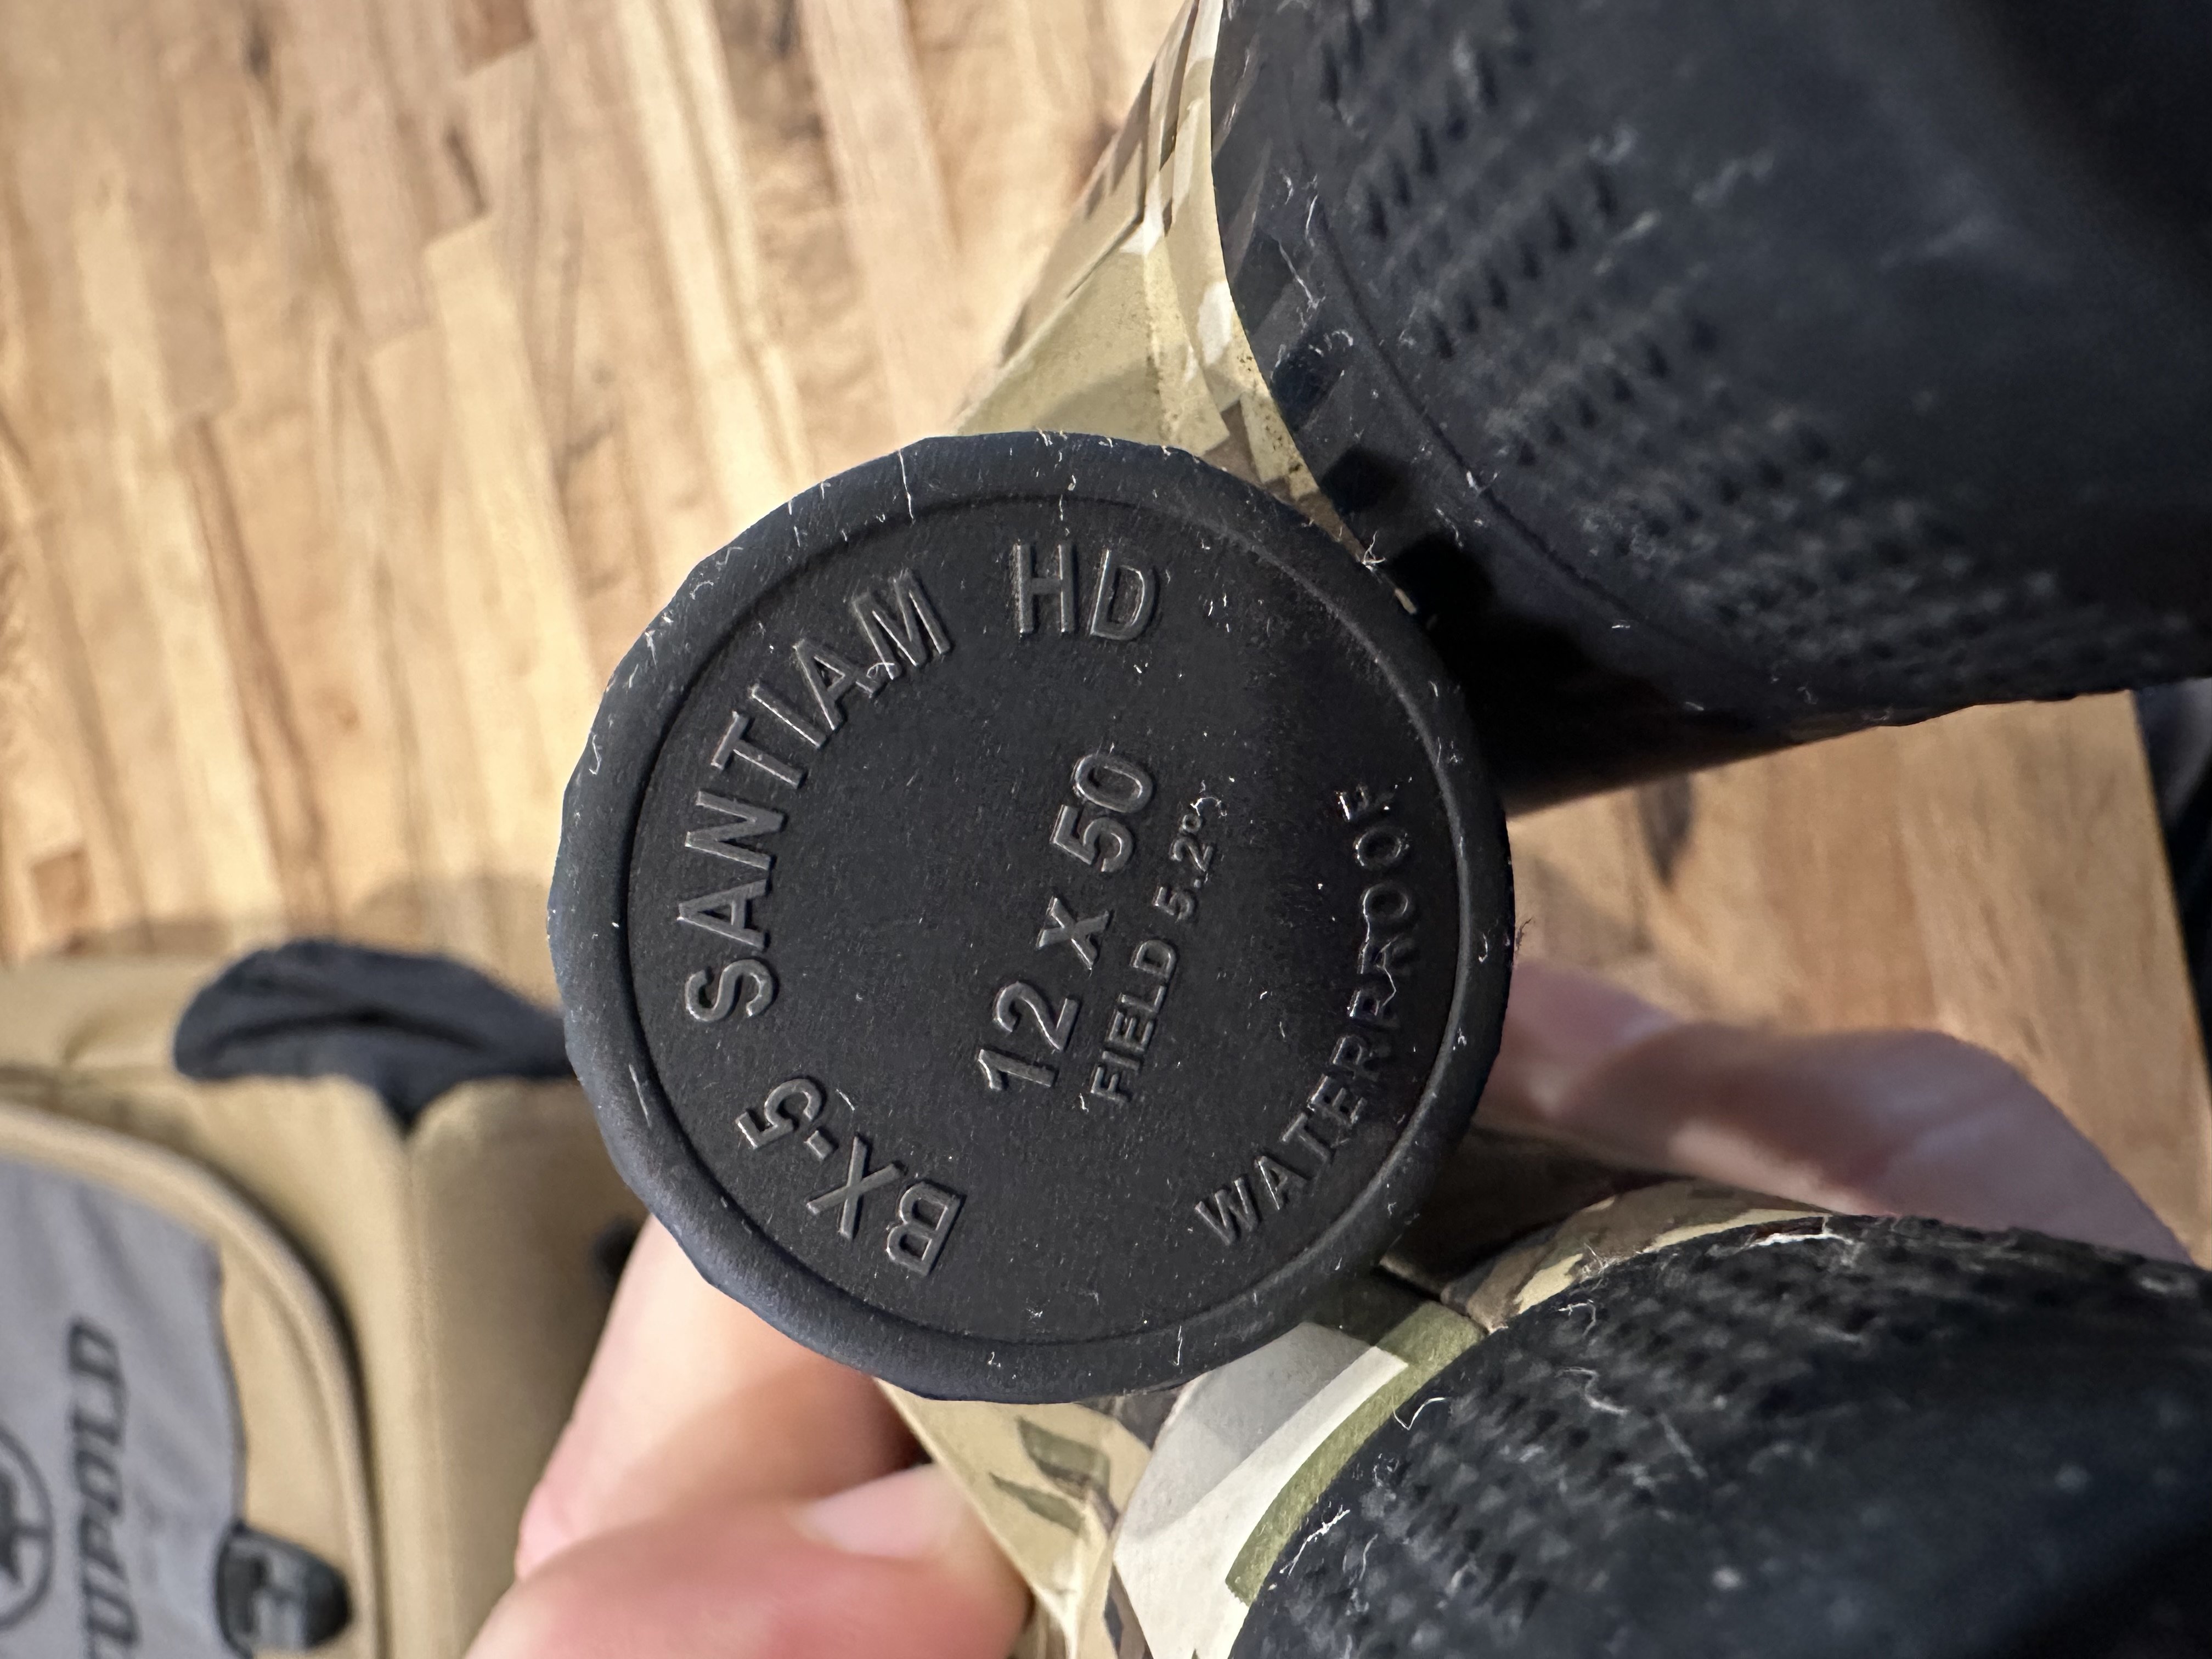 BX-5 SANTIAM HD
12 x 50
FIELD 5.2°
WATERPROOF